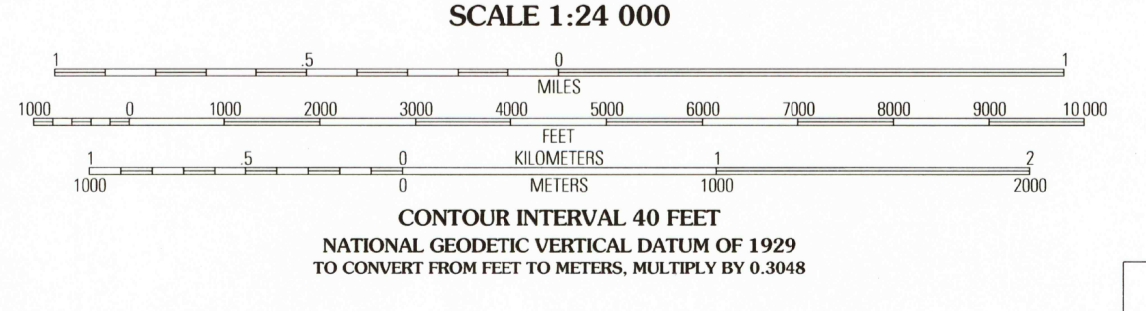 SCALE 1:24 000
1 .5 0 1
MILES
1000 0 1000 2000 3000 4000 5000 6000 7000 8000 9000 10 000
FEET
1 .5 0 KILOMETERS 1 2
1000 0 METERS 1000 2000
CONTOUR INTERVAL 40 FEET
NATIONAL GEODETIC VERTICAL DATUM OF 1929
TO CONVERT FROM FEET TO METERS, MULTIPLY BY 0.3048